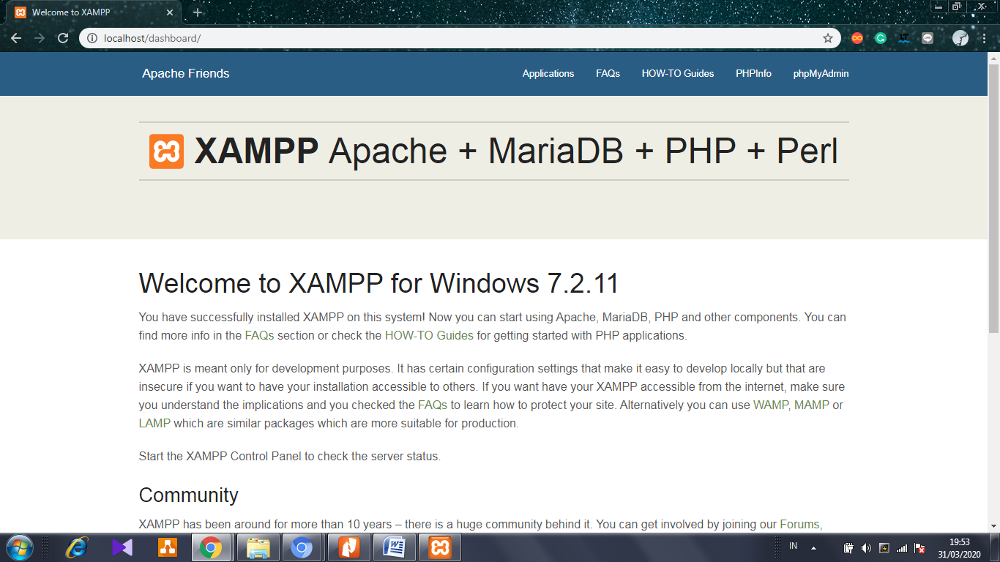 Welcome to XAMPP
localhost/dashboard/
Apache Friends
Applications FAQs HOW-TO Guides PHPInfo phpMyAdmin
XAMPP Apache + MariaDB + PHP + Perl
Welcome to XAMPP for Windows 7.2.11
You have successfully installed XAMPP on this system! Now you can start using Apache, MariaDB, PHP and other components. You can
find more info in the FAQs section or check the HOW-TO Guides for getting started with PHP applications.
XAMPP is meant only for development purposes. It has certain configuration settings that make it easy to develop locally but that are
insecure if you want to have your installation accessible to others. If you want have your XAMPP accessible from the internet, make sure
you understand the implications and you checked the FAQs to learn how to protect your site. Alternatively you can use WAMP, MAMP or
LAMP which are similar packages which are more suitable for production.
Start the XAMPP Control Panel to check the server status.
Community
XAMPP has been around for more than 10 years – there is a huge community behind it. You can get involved by joining our Forums,
IN
19:53
31/03/2020